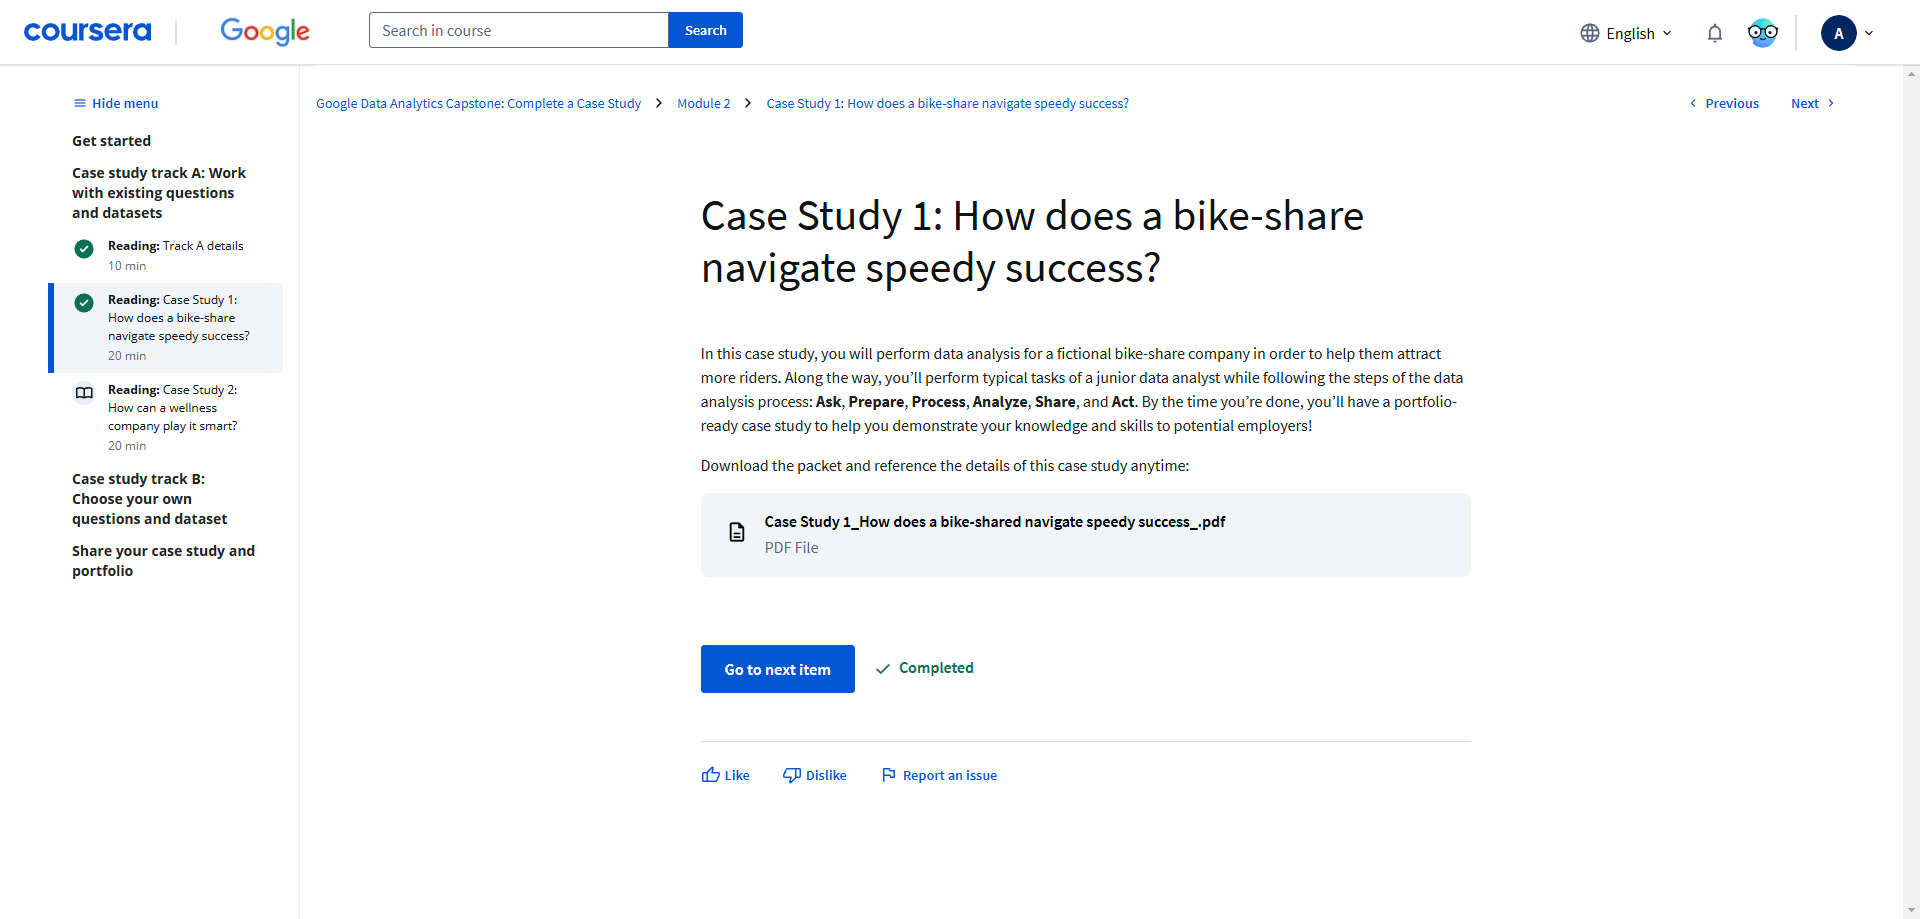 coursera
Google
Search in course
Search
English
A
Hide menu
Get started
Case study track A: Work
with existing questions
and datasets
Reading: Track A details
10 min
Reading: Case Study 1:
How does a bike-share
navigate speedy success?
20 min
Reading: Case Study 2:
How can a wellness
company play it smart?
20 min
Case study track B:
Choose your own
questions and dataset
Share your case study and
portfolio
Google Data Analytics Capstone: Complete a Case Study
Module 2
Case Study 1: How does a bike-share navigate speedy success?
Previous
Next
Case Study 1: How does a bike-share
navigate speedy success?
In this case study, you will perform data analysis for a fictional bike-share company in order to help them attract
more riders. Along the way, you’ll perform typical tasks of a junior data analyst while following the steps of the data
analysis process: Ask, Prepare, Process, Analyze, Share, and Act. By the time you’re done, you’ll have a portfolio-
ready case study to help you demonstrate your knowledge and skills to potential employers!
Download the packet and reference the details of this case study anytime:
Case Study 1_How does a bike-shared navigate speedy success_.pdf
PDF File
Go to next item
Completed
Like
Dislike
Report an issue